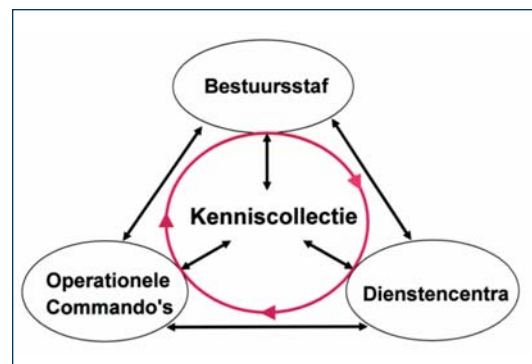 Bestuursstaf
Kenniscollectie
Operationele
Commando's
Dienstencentra